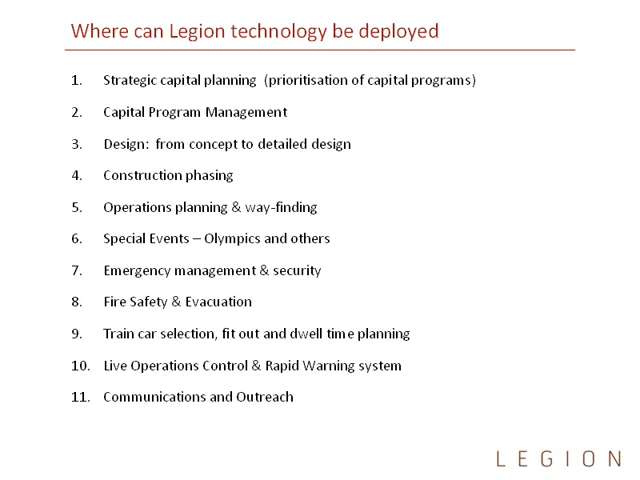 Where can Legion technology be deployed
1. Strategic capital planning (prioritisation of capital programs)
2. Capital Program Management
3. Design: from concept to detailed design
4. Construction phasing
5. Operations planning & way-finding
6. Special Events – Olympics and others
7. Emergency management & security
8. Fire Safety & Evacuation
9. Train car selection, fit out and dwell time planning
10. Live Operations Control & Rapid Warning system
11. Communications and Outreach
LEGION